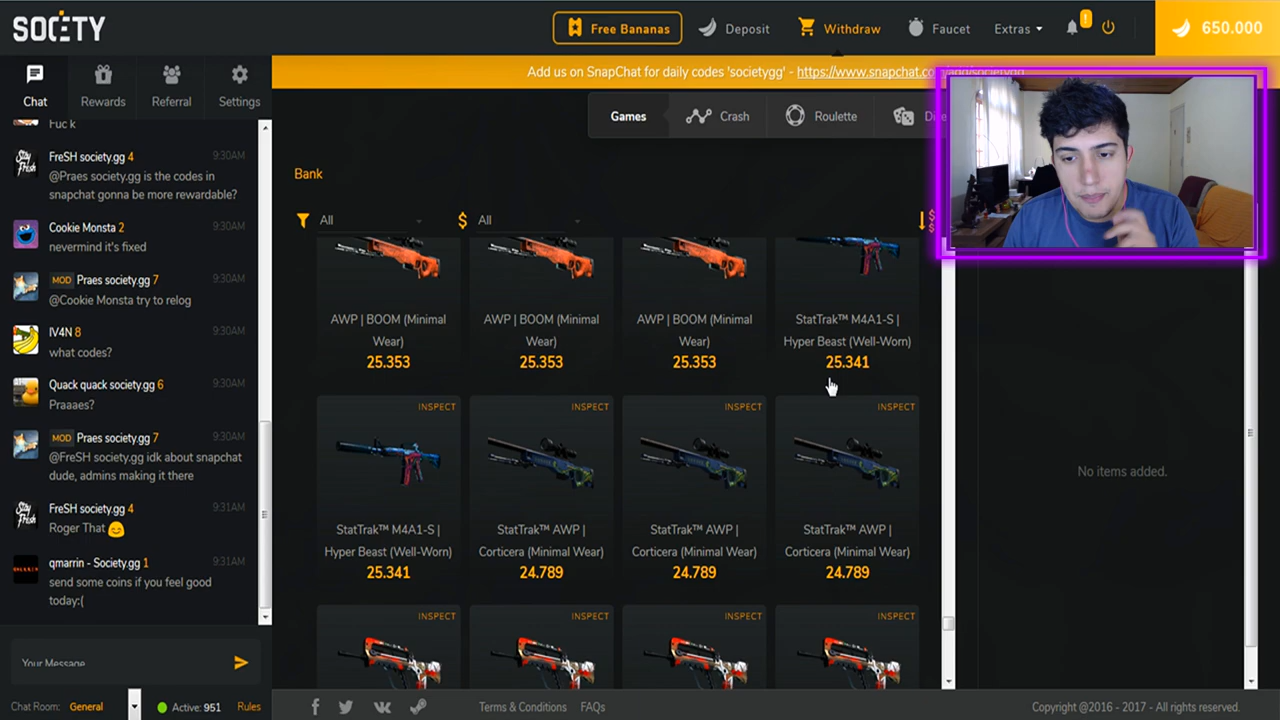 SOCIETY
Free Bananas
Deposit
Withdraw
Faucet
Extras
!
650.000
Chat
Rewards
Referral
Settings
Add us on SnapChat for daily codes 'societygg' - https://www.snapchat.com/add/societygg
Games
Crash
Roulette
Fuc k
FreSH society.gg 4
9:30AM
@Praes society.gg is the codes in
snapchat gonna be more rewardable?
Cookie Monsta 2
9:30AM
nevermind it's fixed
MOD Praes society.gg 7
9:30AM
@Cookie Monsta try to relog
IV4N 8
9:30AM
what codes?
Quack quack society.gg 6
9:30AM
Praaaes?
MOD Praes society.gg 7
9:30AM
@FreSH society.gg idk about snapchat
dude, admins making it there
FreSH society.gg 4
9:31AM
Roger That
qmarrin - Society.gg 1
9:31AM
send some coins if you feel good
today:(
Your Message
Chat Room: General
Active: 951
Rules
Bank
All
$ All
AWP | BOOM (Minimal
Wear)
25.353
AWP | BOOM (Minimal
Wear)
25.353
AWP | BOOM (Minimal
Wear)
25.353
StatTrak™ M4A1-S |
Hyper Beast (Well-Worn)
25.341
INSPECT
StatTrak™ M4A1-S |
Hyper Beast (Well-Worn)
25.341
INSPECT
StatTrak™ AWP |
Corticera (Minimal Wear)
24.789
INSPECT
StatTrak™ AWP |
Corticera (Minimal Wear)
24.789
INSPECT
StatTrak™ AWP |
Corticera (Minimal Wear)
24.789
INSPECT
INSPECT
INSPECT
INSPECT
No items added.
Terms & Conditions
FAQs
Copyright @2016 - 2017 - All rights reserved.